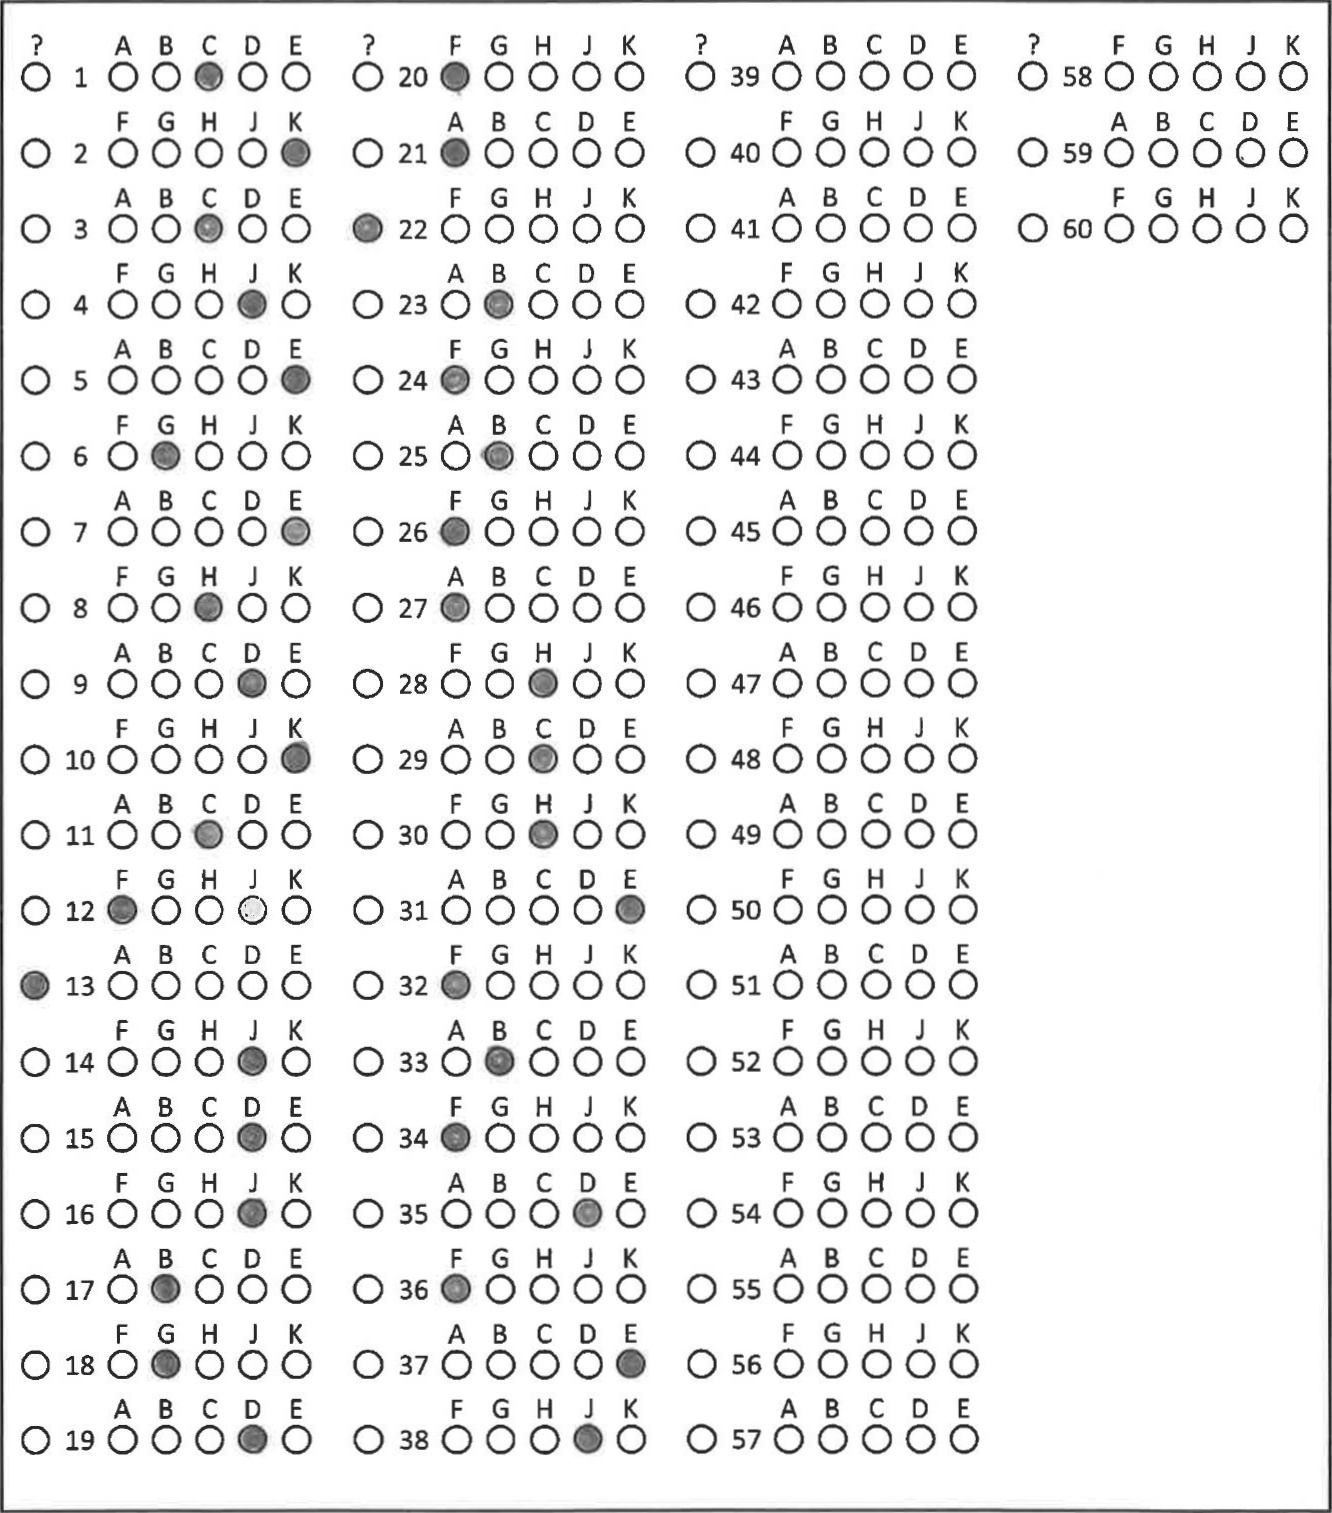 ? A B C D E ? F G H J K ? A B C D E ? F G H J K
1 20 39 58
F G H J K A B C D E F G H J K A B C D E
2 21 40 59
A B C D E F G H J K A B C D E F G H J K
3 22 41 60
F G H J K A B C D E F G H J K
4 23 42
A B C D E F G H J K A B C D E
5 24 43
F G H J K A B C D E F G H J K
6 25 44
A B C D E F G H J K A B C D E
7 26 45
F G H J K A B C D E F G H J K
8 27 46
A B C D E F G H J K A B C D E
9 28 47
F G H J K A B C D E F G H J K
10 29 48
A B C D E F G H J K A B C D E
11 30 49
F G H J K A B C D E F G H J K
12 31 50
A B C D E F G H J K A B C D E
13 32 51
F G H J K A B C D E F G H J K
14 33 52
A B C D E F G H J K A B C D E
15 34 53
F G H J K A B C D E F G H J K
16 35 54
A B C D E F G H J K A B C D E
17 36 55
F G H J K A B C D E F G H J K
18 37 56
A B C D E F G H J K A B C D E
19 38 57